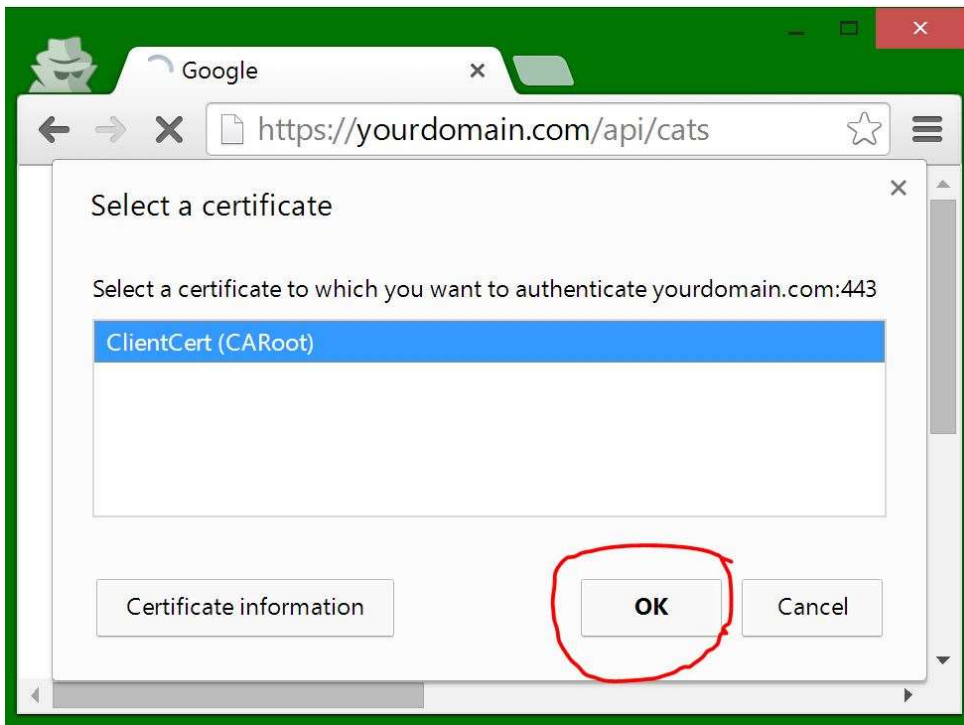 Google
https://yourdomain.com/api/cats
Select a certificate
Select a certificate to which you want to authenticate yourdomain.com:443
ClientCert (CARoot)
Certificate information OK Cancel